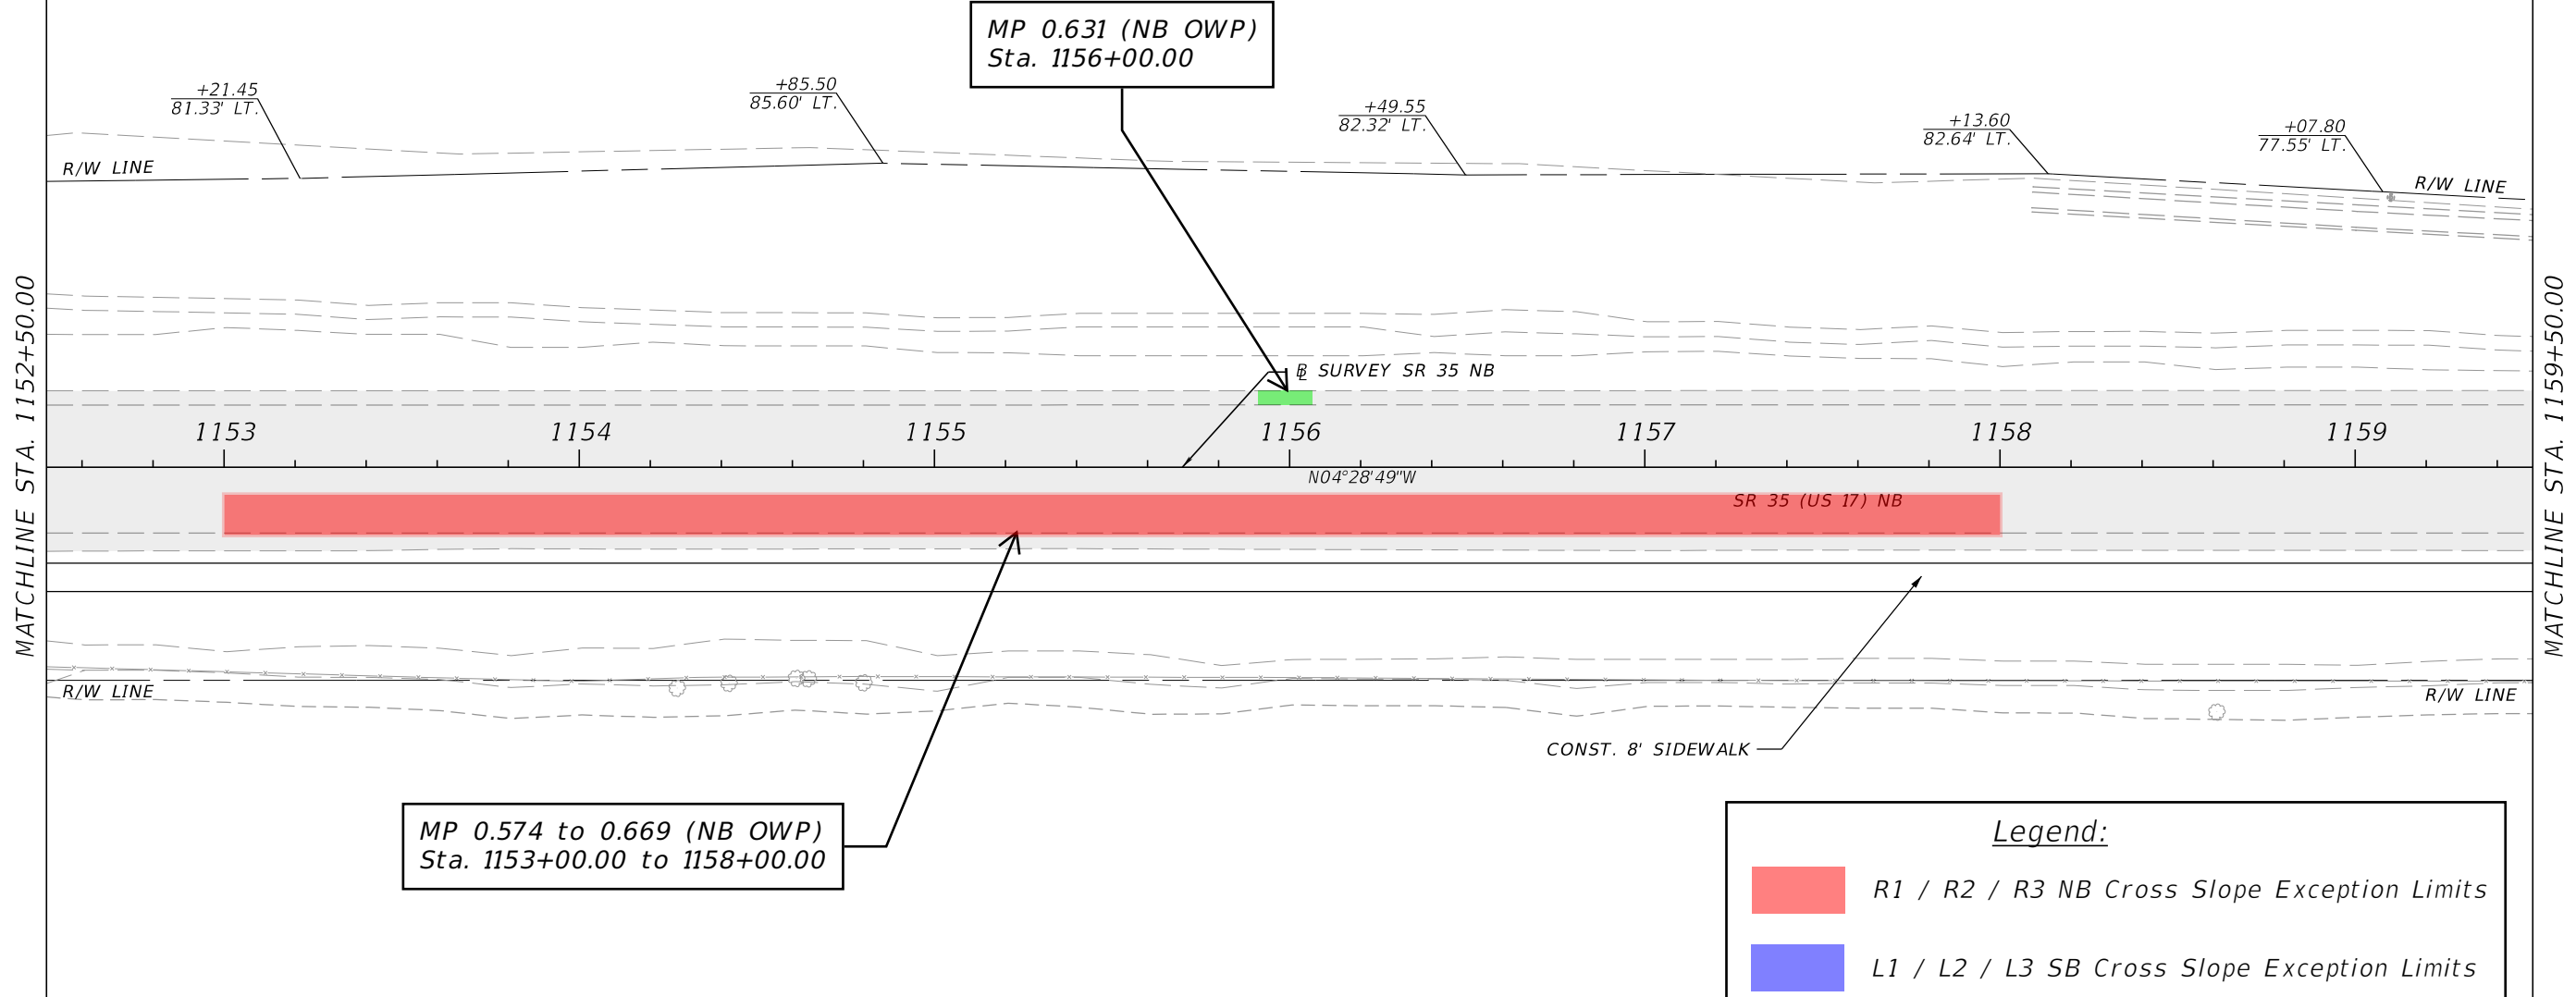 MP 0.631 (NB OWP)
Sta. 1156+00.00
+21.45
81.33' LT.
+85.50
85.60' LT.
+49.55
82.32' LT.
+13.60
82.64' LT.
+07.80
77.55' LT.
R/W LINE
R/W LINE
MATCHLINE STA. 1152+50.00
MATCHLINE STA. 1159+50.00
BL SURVEY SR 35 NB
1153
1154
1155
1156
1157
1158
1159
N04°28'49"W
SR 35 (US 17) NB
R/W LINE
R/W LINE
CONST. 8' SIDEWALK
MP 0.574 to 0.669 (NB OWP)
Sta. 1153+00.00 to 1158+00.00
Legend:
R1 / R2 / R3 NB Cross Slope Exception Limits
L1 / L2 / L3 SB Cross Slope Exception Limits